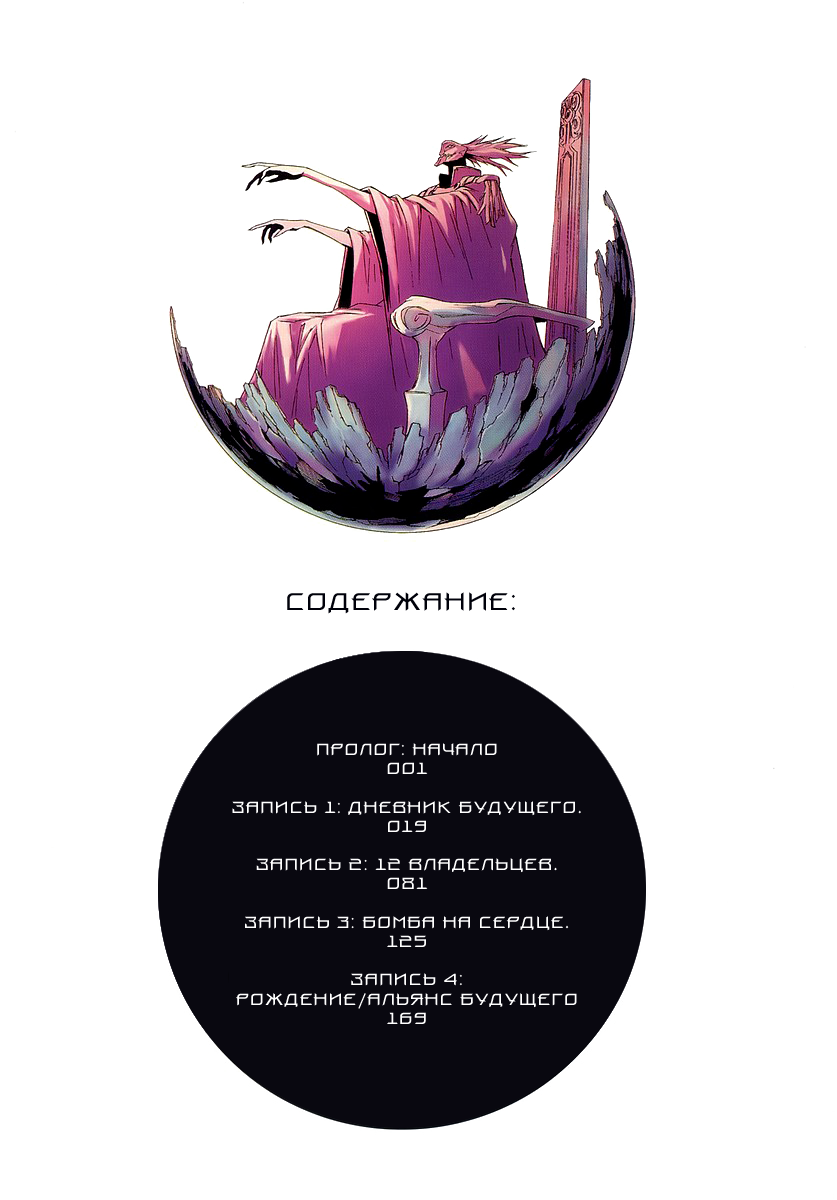 СОДЕРЖАНИЕ:
ПРОЛОГ: НАЧАЛО
001
ЗАПИСЬ 1: ДНЕВНИК БУДУЩЕГО.
019
ЗАПИСЬ 2: 12 ВЛАДЕЛЬЦЕВ.
081
ЗАПИСЬ 3: БОМБА НА СЕРДЦЕ.
125
ЗАПИСЬ 4:
РОЖДЕНИЕ/АЛЬЯНС БУДУЩЕГО
169